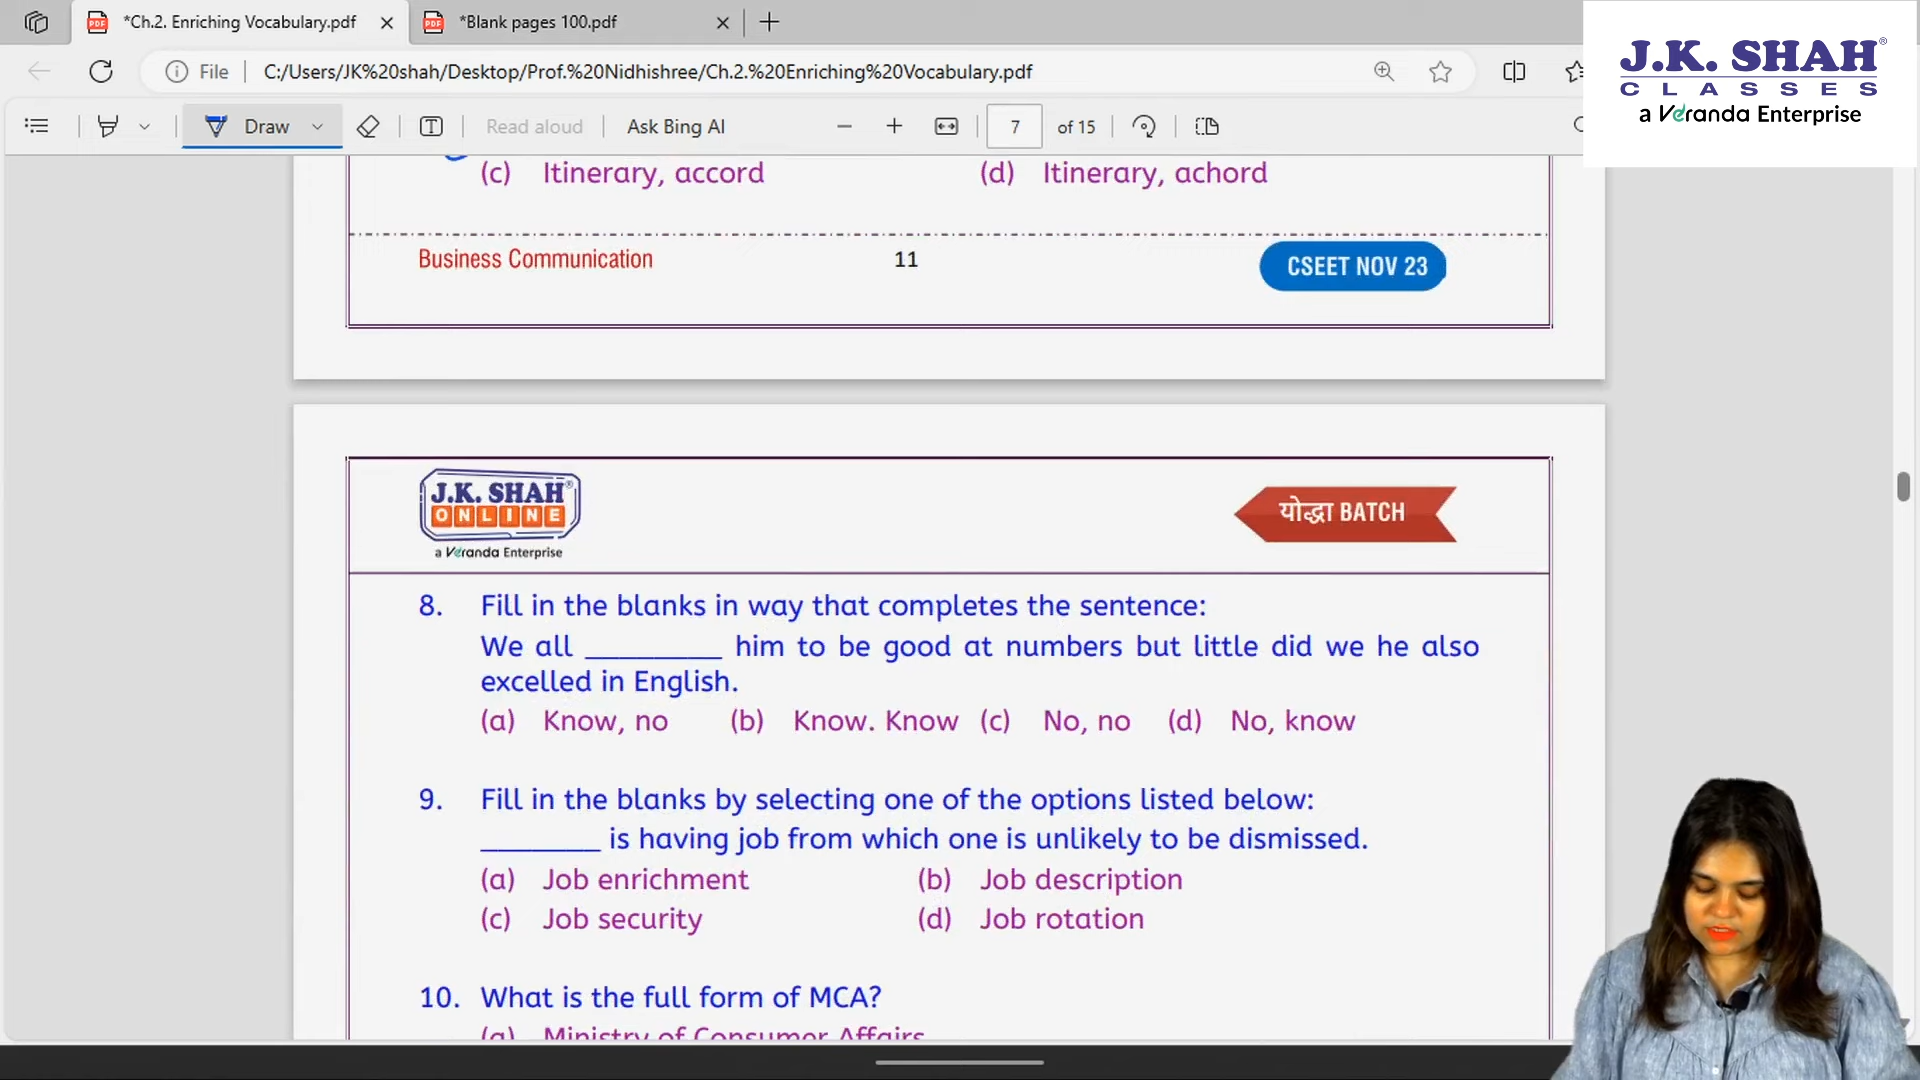 *Ch.2. Enriching Vocabulary.pdf
*Blank pages 100.pdf
File
C:/Users/JK%20shah/Desktop/Prof.%20Nidhishree/Ch.2.%20Enriching%20Vocabulary.pdf
J.K. SHAH®
CLASSES
a Veranda Enterprise
Draw
Read aloud
Ask Bing AI
7
of 15
(c) Itinerary, accord
(d) Itinerary, achord
Business Communication
11
CSEET NOV 23
J.K. SHAH®
ONLINE
a Veranda Enterprise
योद्धा BATCH
8. Fill in the blanks in way that completes the sentence:
We all ________ him to be good at numbers but little did we he also
excelled in English.
(a) Know, no (b) Know. Know (c) No, no (d) No, know
9. Fill in the blanks by selecting one of the options listed below:
_______ is having job from which one is unlikely to be dismissed.
(a) Job enrichment (b) Job description
(c) Job security (d) Job rotation
10. What is the full form of MCA?
(a) Ministry of Consumer Affairs